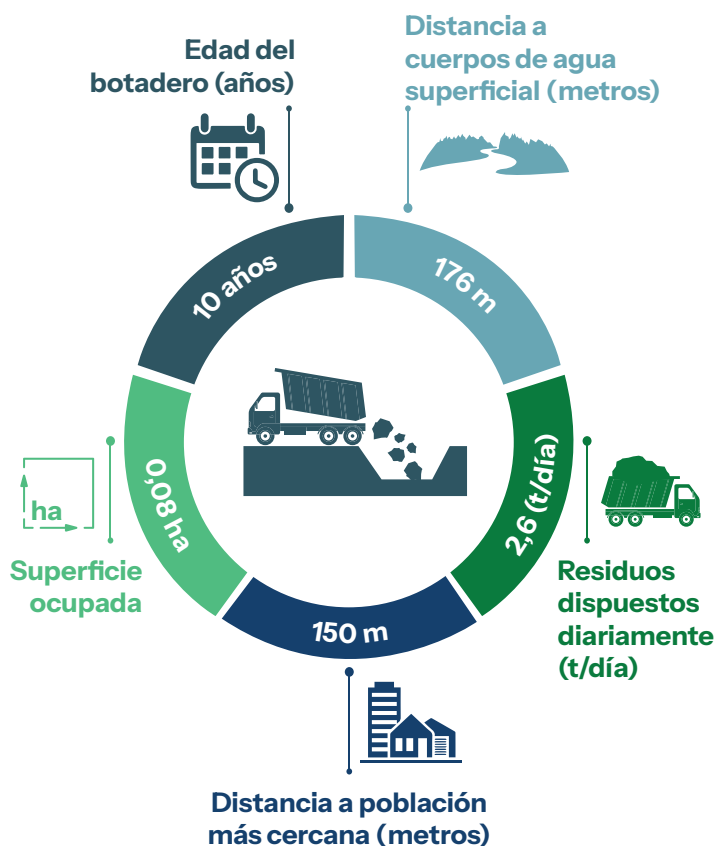 Edad del
botadero (años)
Distancia a
cuerpos de agua
superficial (metros)
10 años
176 m
0,08 ha
2,6 (t/día)
150 m
ha
Superficie
ocupada
Residuos
dispuestos
diariamente
(t/día)
Distancia a población
más cercana (metros)